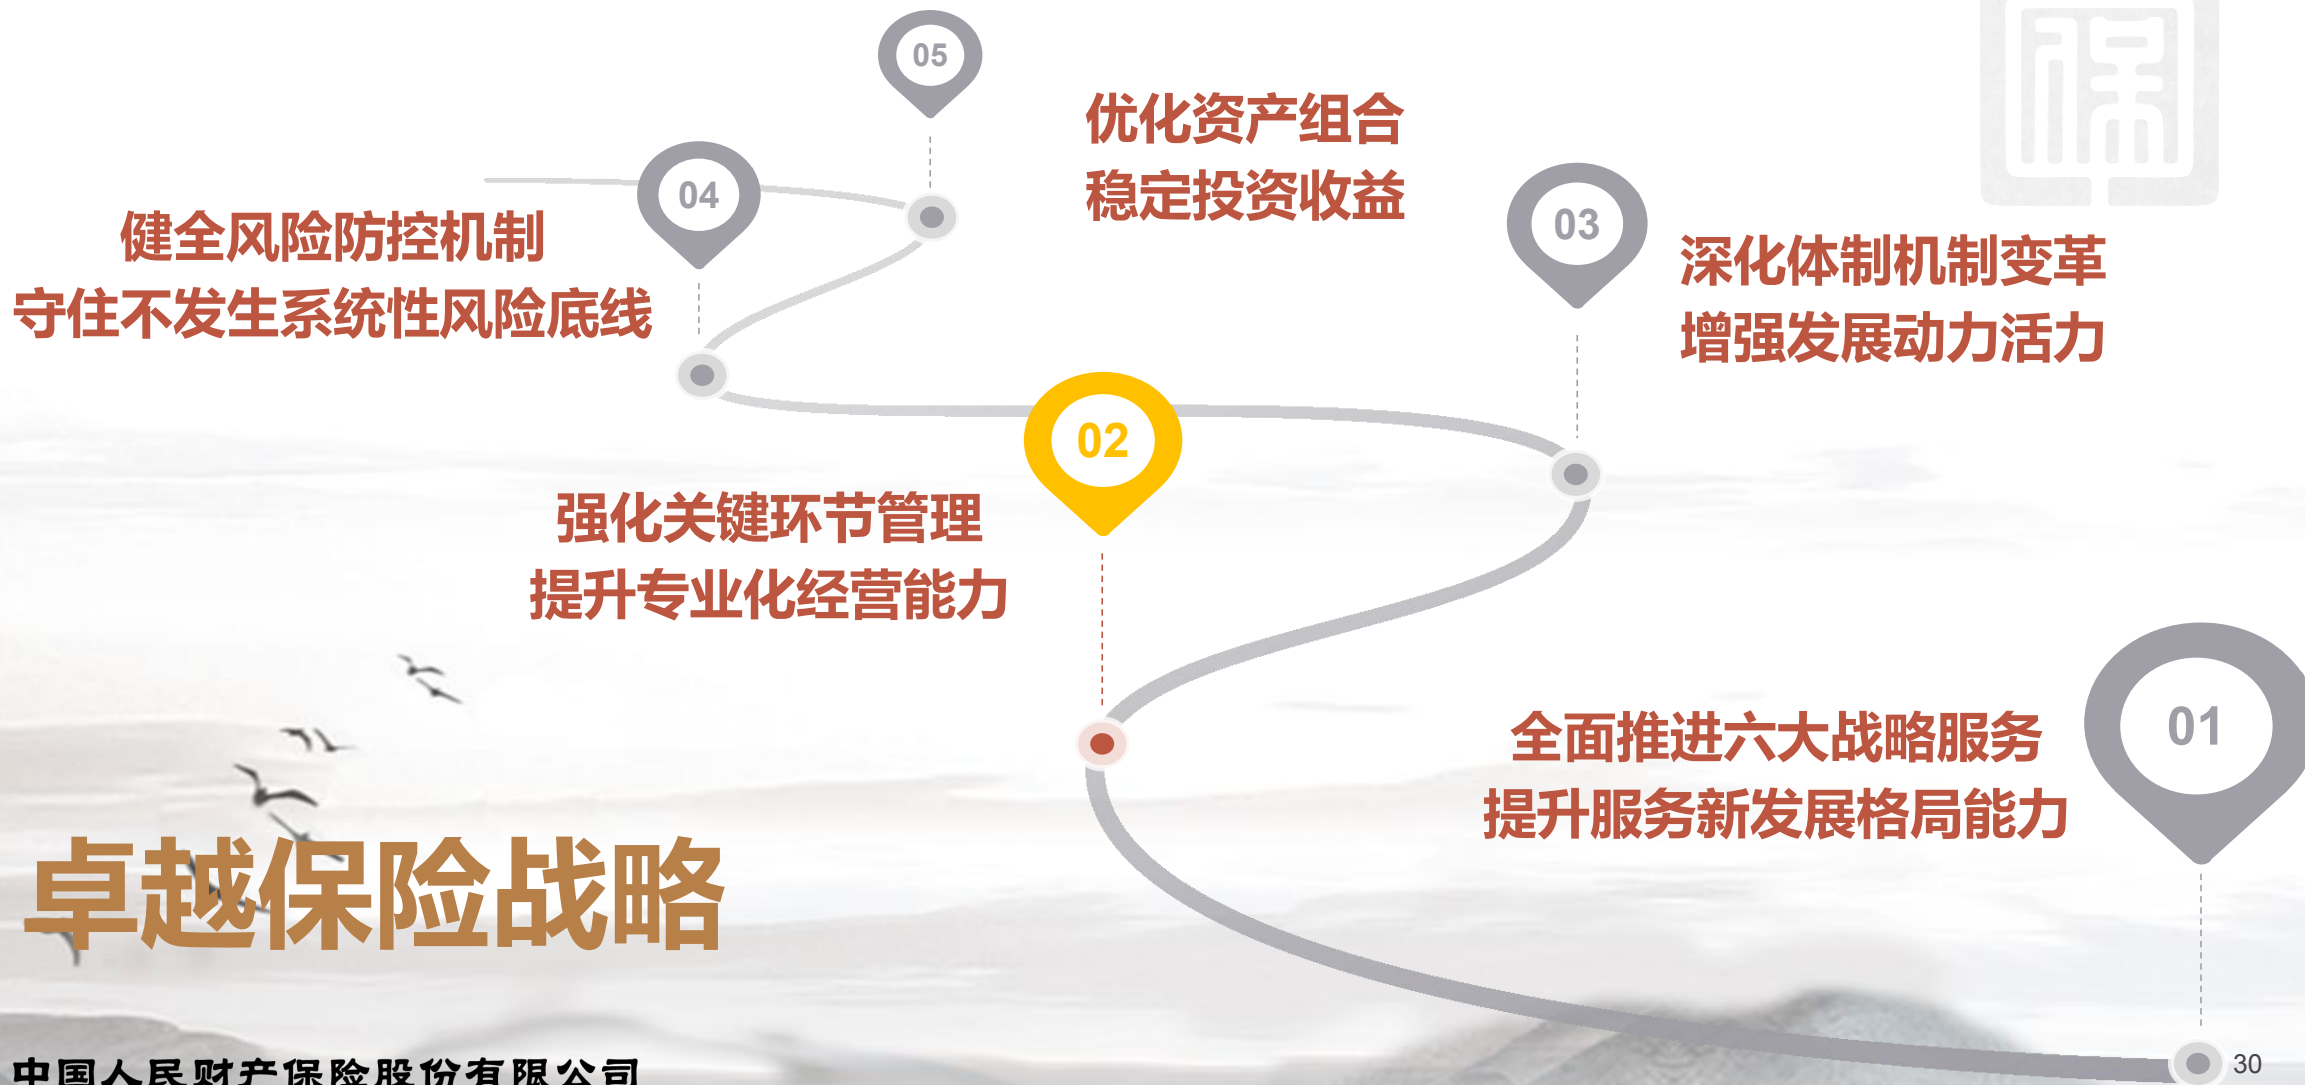 05
优化资产组合
稳定投资收益
04
健全风险防控机制
守住不发生系统性风险底线
03
深化体制机制变革
增强发展动力活力
02
强化关键环节管理
提升专业化经营能力
01
全面推进六大战略服务
提升服务新发展格局能力
卓越保险战略
中国人民财产保险股份有限公司
30
保